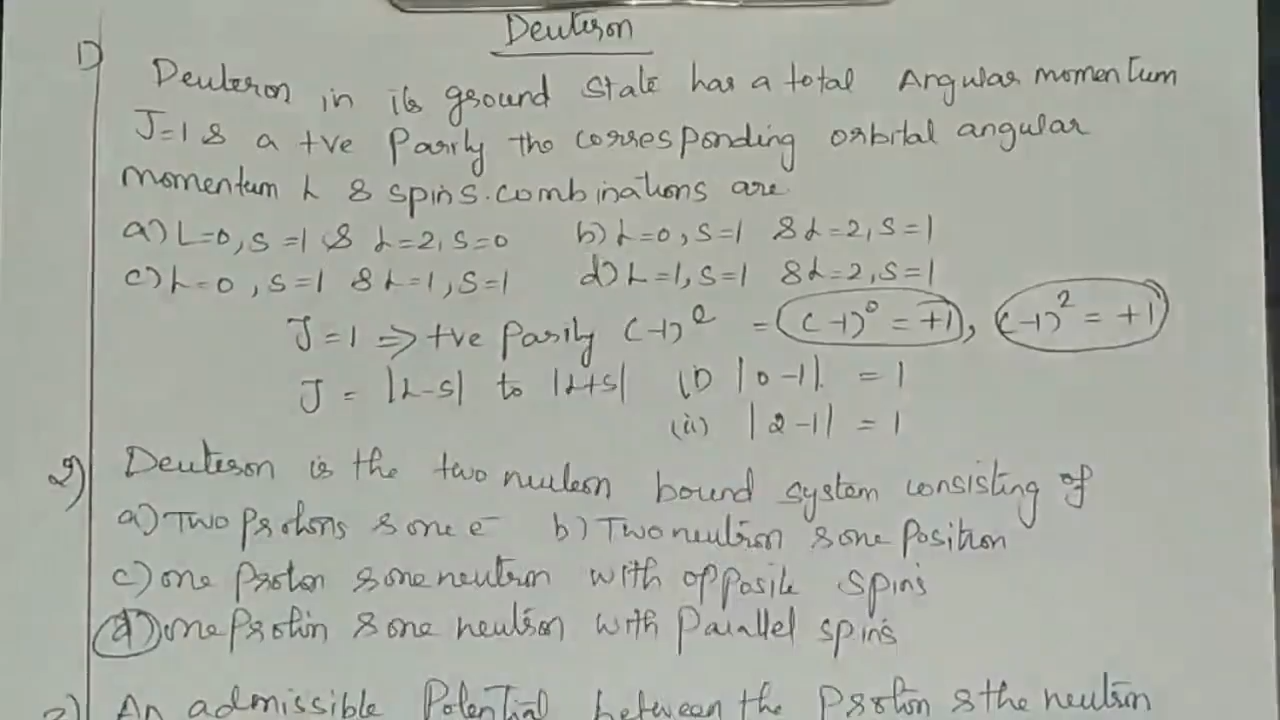 Deuteron
1) Deuteron in its ground state has a total Angular momentum
J=1 & a +ve Parity the corresponding orbital angular
momentum L & spin S. combinations are
a) L=0, S=1 & L=2, S=0 b) L=0, S=1 & L=2, S=1
c) L=0, S=1 & L=1, S=1 d) L=1, S=1 & L=2, S=1
J=1 ⇒ +ve parity (-1)^l = (-1)^0 = +1, (-1)^2 = +1
J = |L-S| to |L+S| (i) |0-1| = 1
(ii) |2-1| = 1
2) Deuteron is the two nucleon bound system consisting of
a) Two protons & one e- b) Two neutron & one Positron
c) one Proton & one neutron with opposite spins
d) one Proton & one neutron with Parallel spins
An admissible Potential between the Proton & the neutron